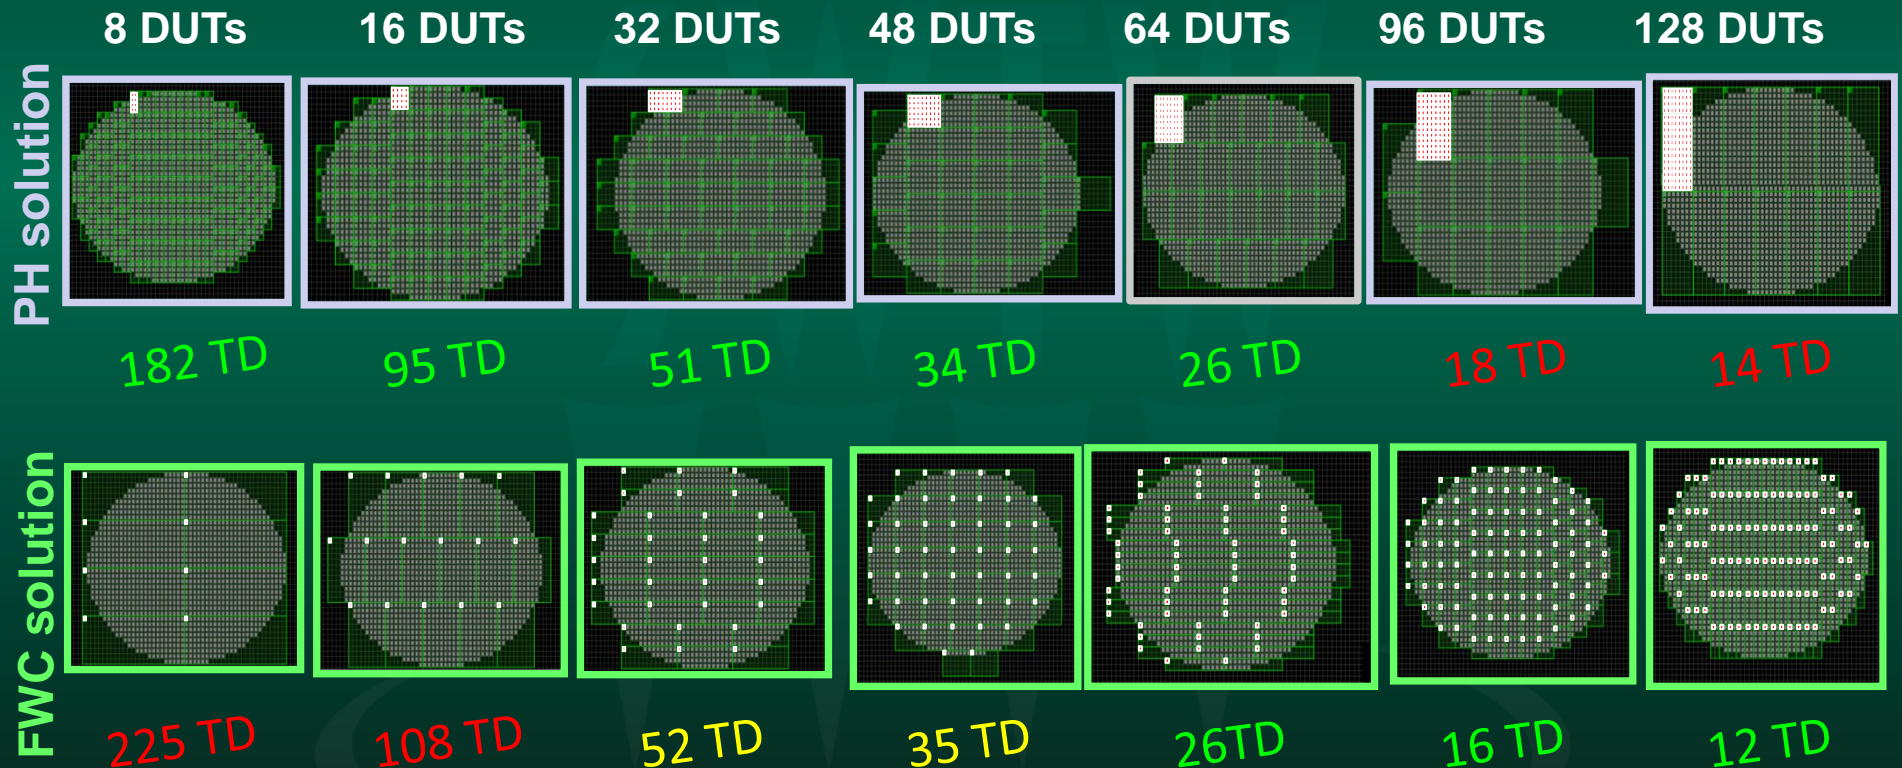 8 DUTs 16 DUTs 32 DUTs 48 DUTs 64 DUTs 96 DUTs 128 DUTs
PH solution
182 TD 95 TD 51 TD 34 TD 26 TD 18 TD 14 TD
FWC solution
225 TD 108 TD 52 TD 35 TD 26TD 16 TD 12 TD